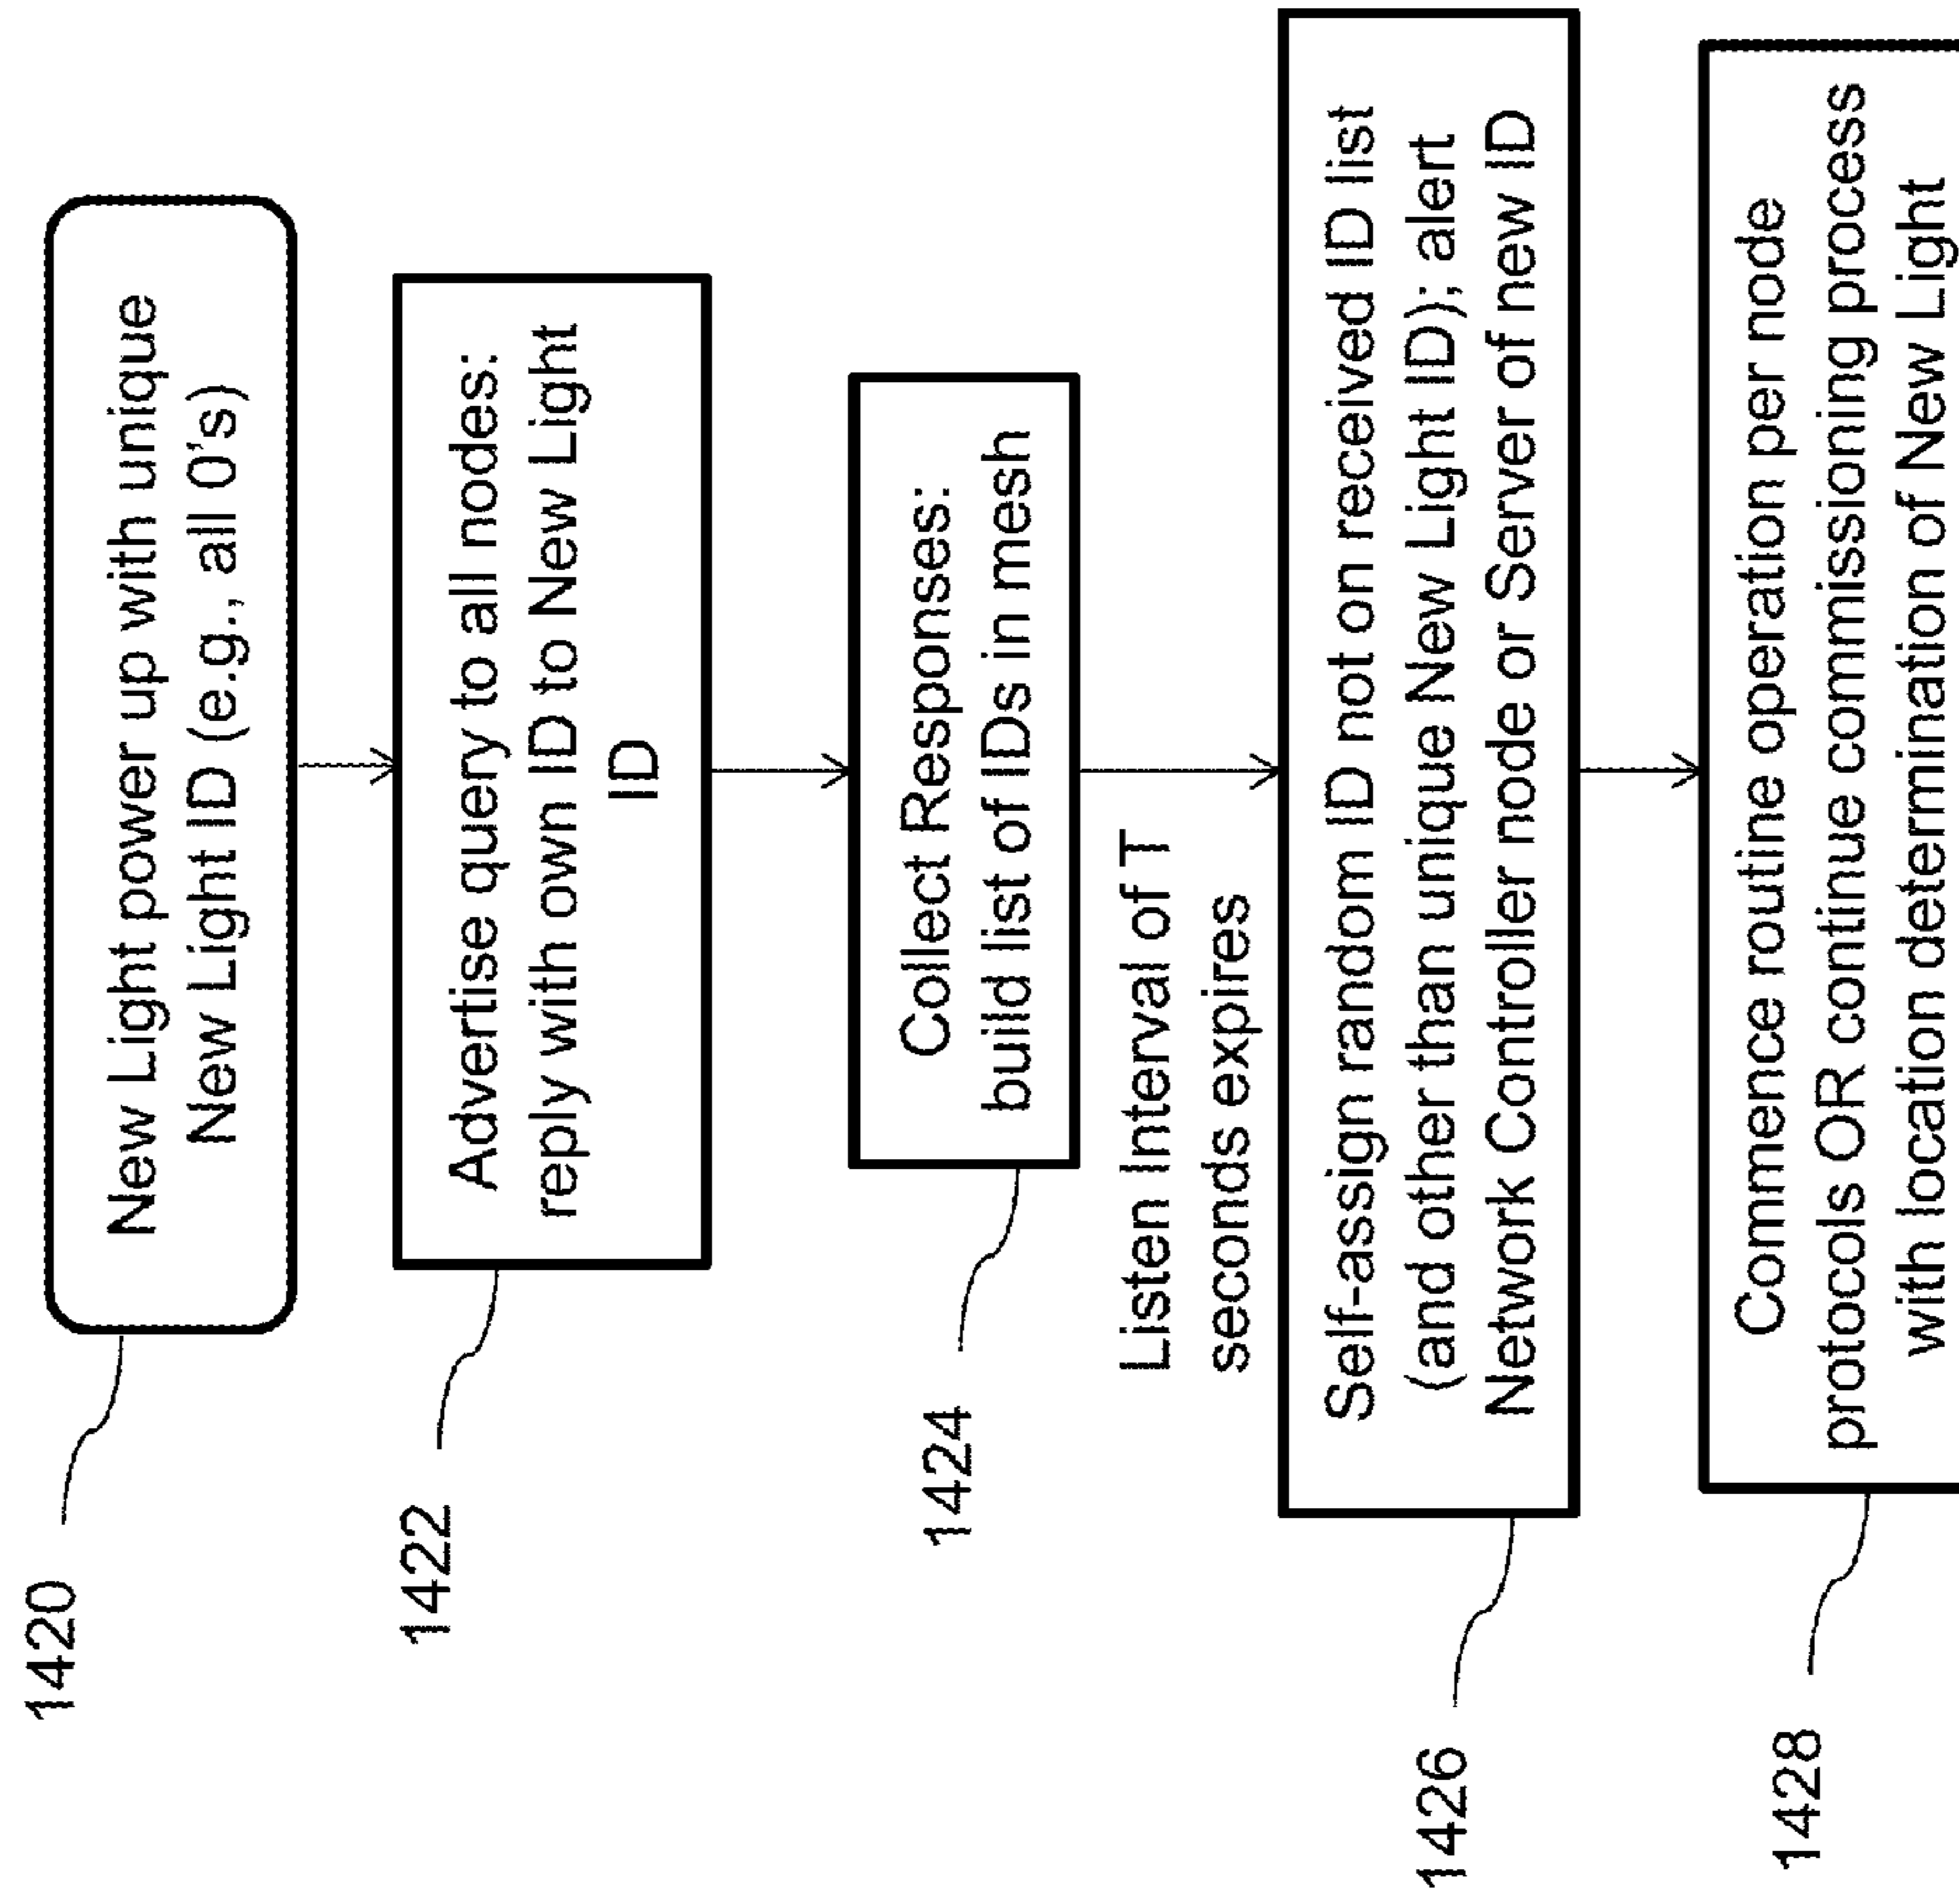 1420
New Light power up with unique
New Light ID (e.g., all 0's)
1422
Advertise query to all nodes:
reply with own ID to New Light
ID
1424
Collect Responses:
build list of IDs in mesh
Listen Interval of T
seconds expires
1426
Self-assign random ID not on received ID list
(and other than unique New Light ID); alert
Network Controller node or Server of new ID
1428
Commence routine operation per node
protocols OR continue commissioning process
with location determination of New Light